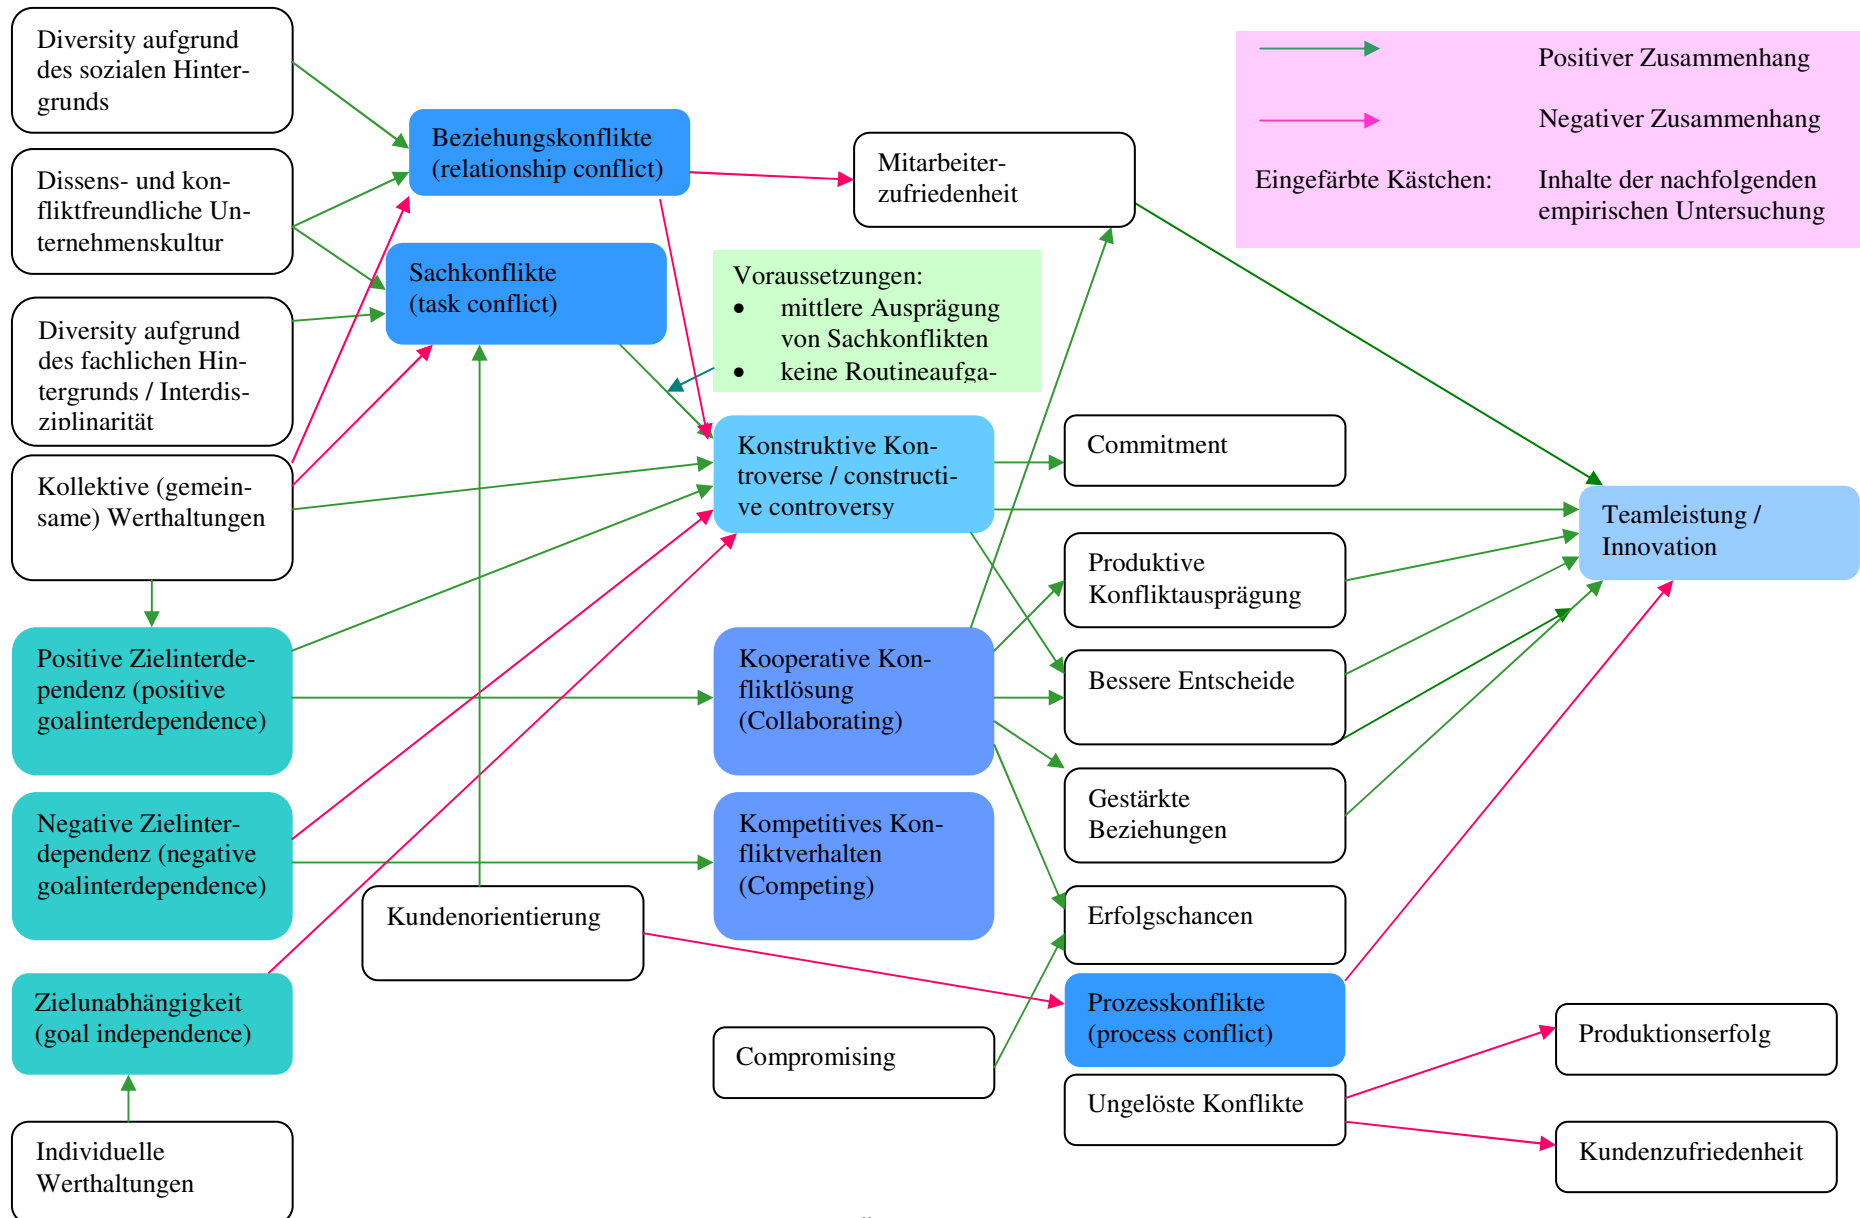 Diversity aufgrund
des sozialen Hinter-
grunds
Dissens- und kon-
fliktfreundliche Un-
ternehmenskultur
Diversity aufgrund
des fachlichen Hin-
tergrunds / Interdis-
ziplinarität
Kollektive (gemein-
same) Werthaltungen
Positive Zielinterde-
pendenz (positive
goalinterdependence)
Negative Zielinter-
dependenz (negative
goalinterdependence)
Zielunabhängigkeit
(goal independence)
Individuelle
Werthaltungen
Beziehungskonflikte
(relationship conflict)
Sachkonflikte
(task conflict)
Kundenorientierung
Voraussetzungen:
• mittlere Ausprägung
von Sachkonflikten
• keine Routineaufga-
Konstruktive Kon-
troverse / constructi-
ve controversy
Kooperative Kon-
fliktlösung
(Collaborating)
Kompetitives Kon-
fliktverhalten
(Competing)
Compromising
Mitarbeiter-
zufriedenheit
Commitment
Produktive
Konfliktausprägung
Bessere Entscheide
Gestärkte
Beziehungen
Erfolgschancen
Prozesskonflikte
(process conflict)
Ungelöste Konflikte
Positiver Zusammenhang
Negativer Zusammenhang
Eingefärbte Kästchen: Inhalte der nachfolgenden
empirischen Untersuchung
Teamleistung /
Innovation
Produktionserfolg
Kundenzufriedenheit